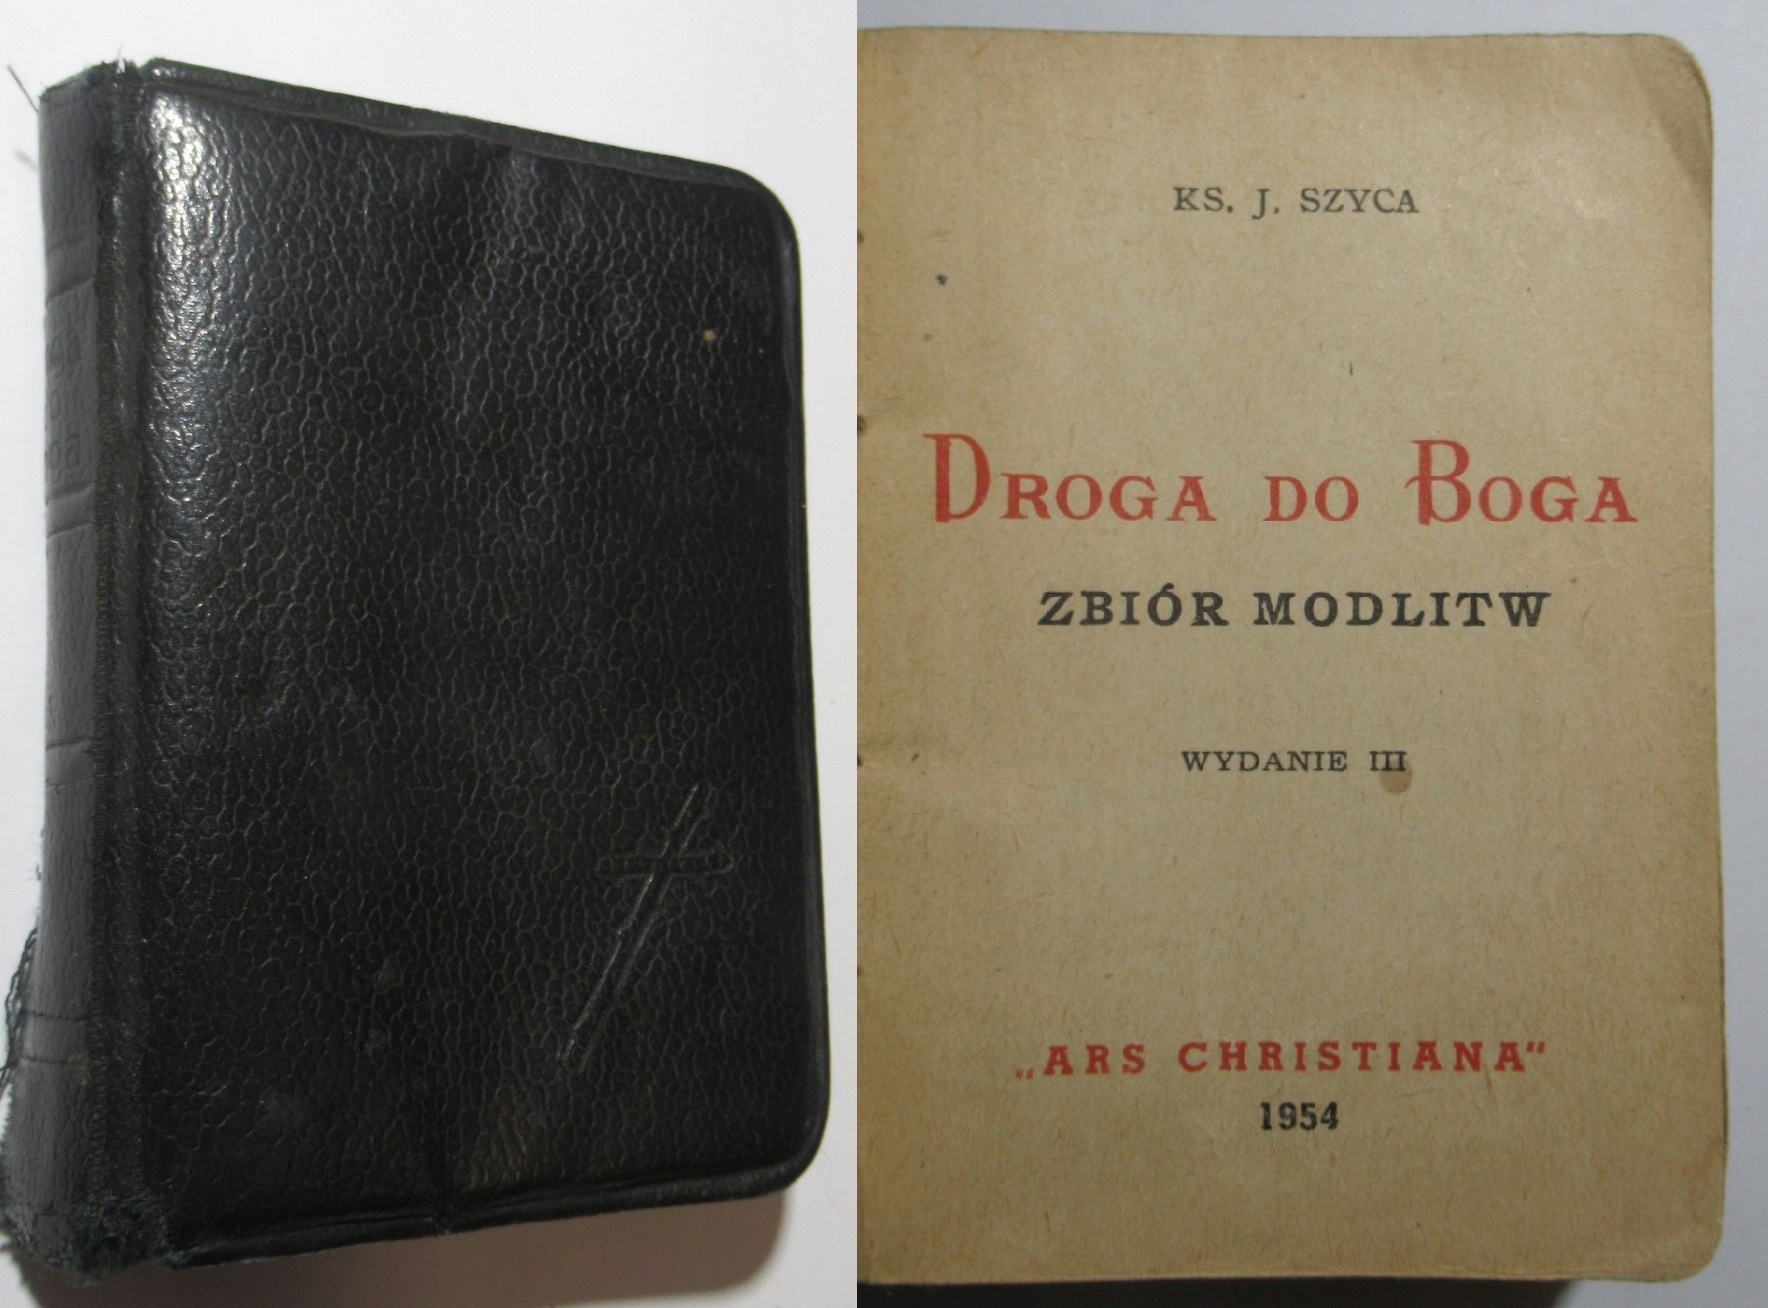 KS. J. SZYCA
DROGA DO BOGA
ZBIÓR MODLITW
WYDANIE III
„ARS CHRISTIANA”
1954